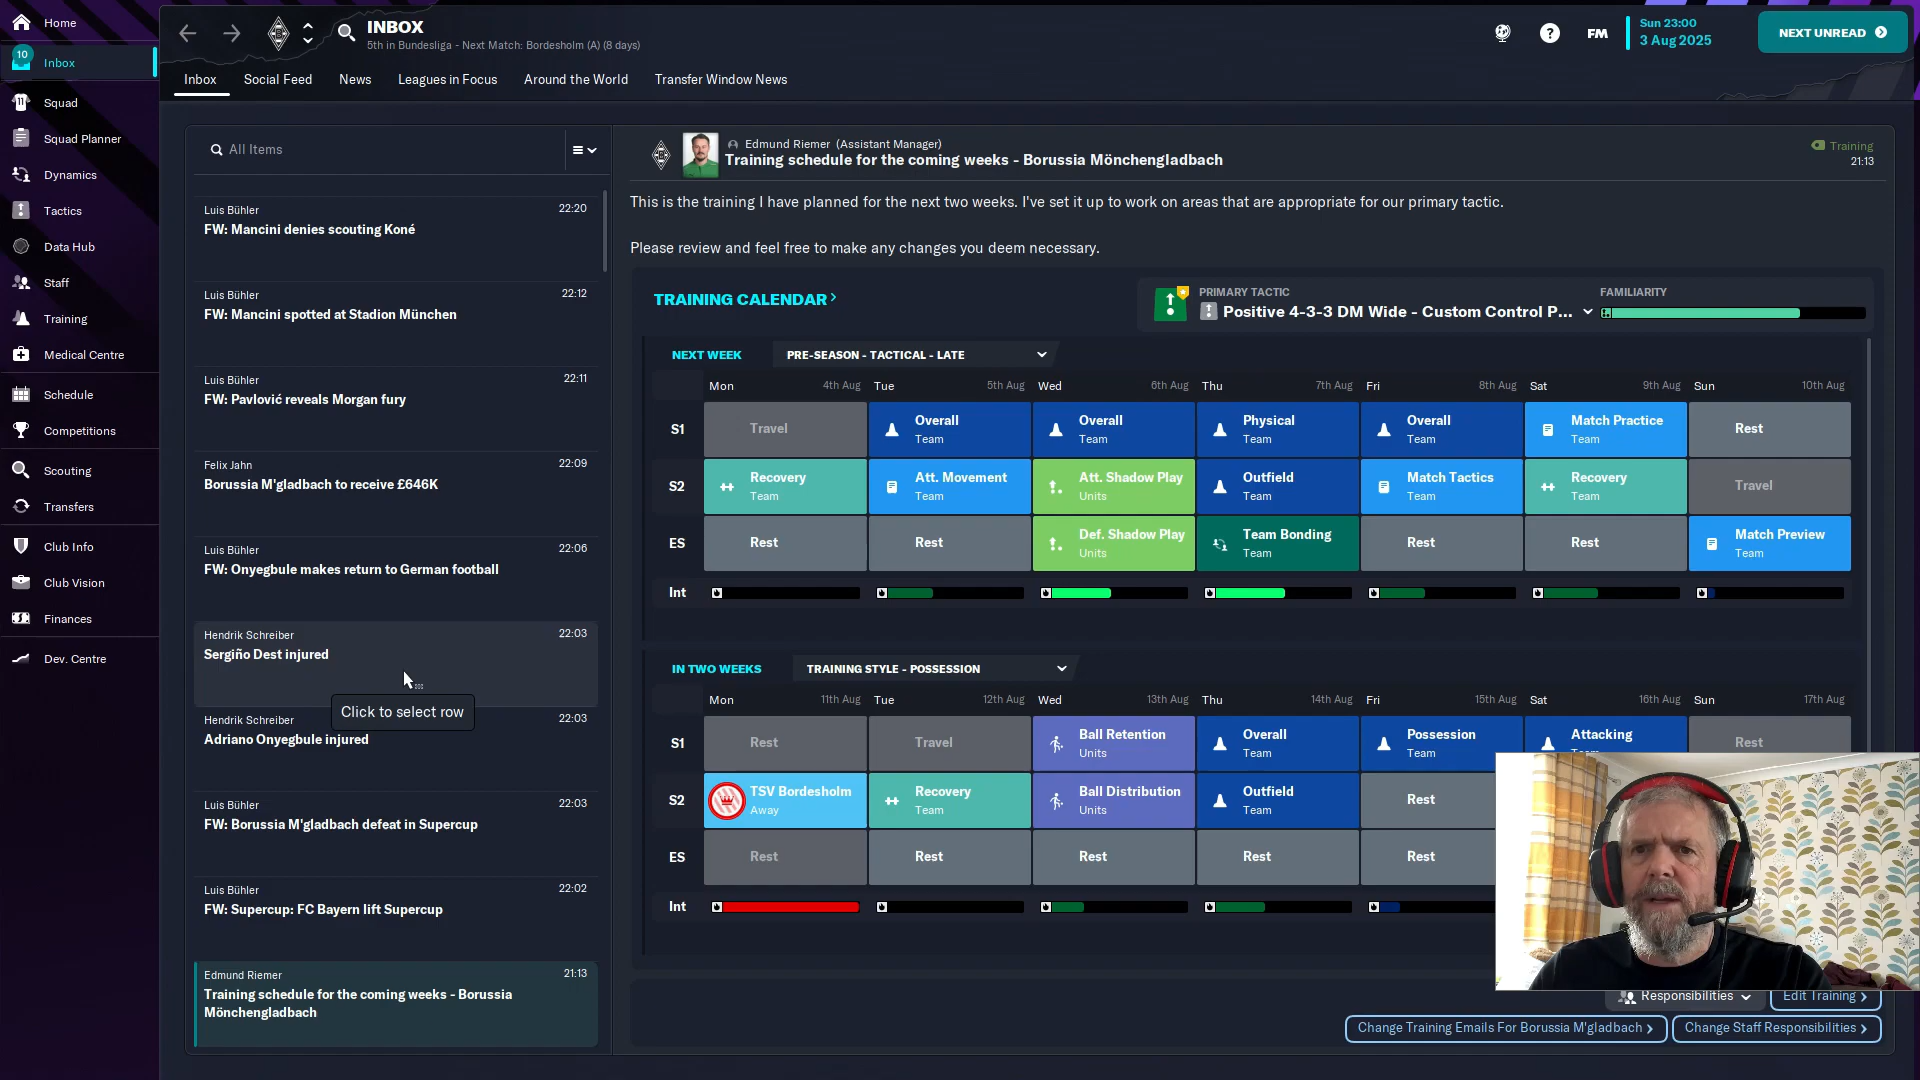 Home
INBOX
5th in Bundesliga - Next Match: Bordesholm (A) (8 days)
FM
Sun 23:00
3 Aug 2025
NEXT UNREAD
10
Inbox
Inbox
Social Feed
News
Leagues in Focus
Around the World
Transfer Window News
Squad
Squad Planner
Dynamics
Tactics
Data Hub
Staff
Training
Medical Centre
Schedule
Competitions
Scouting
Transfers
Club Info
Club Vision
Finances
Dev. Centre
All Items
Luis Bühler 22:20
FW: Mancini denies scouting Koné
Luis Bühler 22:12
FW: Mancini spotted at Stadion München
Luis Bühler 22:11
FW: Pavlović reveals Morgan fury
Felix Jahn 22:09
Borussia M'gladbach to receive £646K
Luis Bühler 22:06
FW: Onyegbule makes return to German football
Hendrik Schreiber 22:03
Sergiño Dest injured
Click to select row
Hendrik Schreiber 22:03
Adriano Onyegbule injured
Luis Bühler 22:03
FW: Borussia M'gladbach defeat in Supercup
Luis Bühler 22:02
FW: Supercup: FC Bayern lift Supercup
Edmund Riemer 21:13
Training schedule for the coming weeks - Borussia
Mönchengladbach
Edmund Riemer (Assistant Manager)
Training schedule for the coming weeks - Borussia Mönchengladbach
Training
21:13
This is the training I have planned for the next two weeks. I've set it up to work on areas that are appropriate for our primary tactic.
Please review and feel free to make any changes you deem necessary.
TRAINING CALENDAR
PRIMARY TACTIC
Positive 4-3-3 DM Wide - Custom Control P...
FAMILIARITY
NEXT WEEK PRE-SEASON - TACTICAL - LATE
Mon 4th Aug Tue 5th Aug Wed 6th Aug Thu 7th Aug Fri 8th Aug Sat 9th Aug Sun 10th Aug
S1 Travel Overall Overall Physical Overall Match Practice Rest
Team Team Team Team Team
S2 Recovery Att. Movement Att. Shadow Play Outfield Match Tactics Recovery Travel
Team Team Units Team Team Team
ES Rest Rest Def. Shadow Play Team Bonding Rest Rest Match Preview
Units Team Team
Int
IN TWO WEEKS TRAINING STYLE - POSSESSION
Mon 11th Aug Tue 12th Aug Wed 13th Aug Thu 14th Aug Fri 15th Aug Sat 16th Aug Sun 17th Aug
S1 Rest Travel Ball Retention Overall Possession Attacking Rest
Units Team Team Team
S2 TSV Bordesholm Recovery Ball Distribution Outfield Rest
Away Team Units Team
ES Rest Rest Rest Rest Rest
Int
Responsibilities
Edit Training
Change Training Emails For Borussia M'gladbach
Change Staff Responsibilities